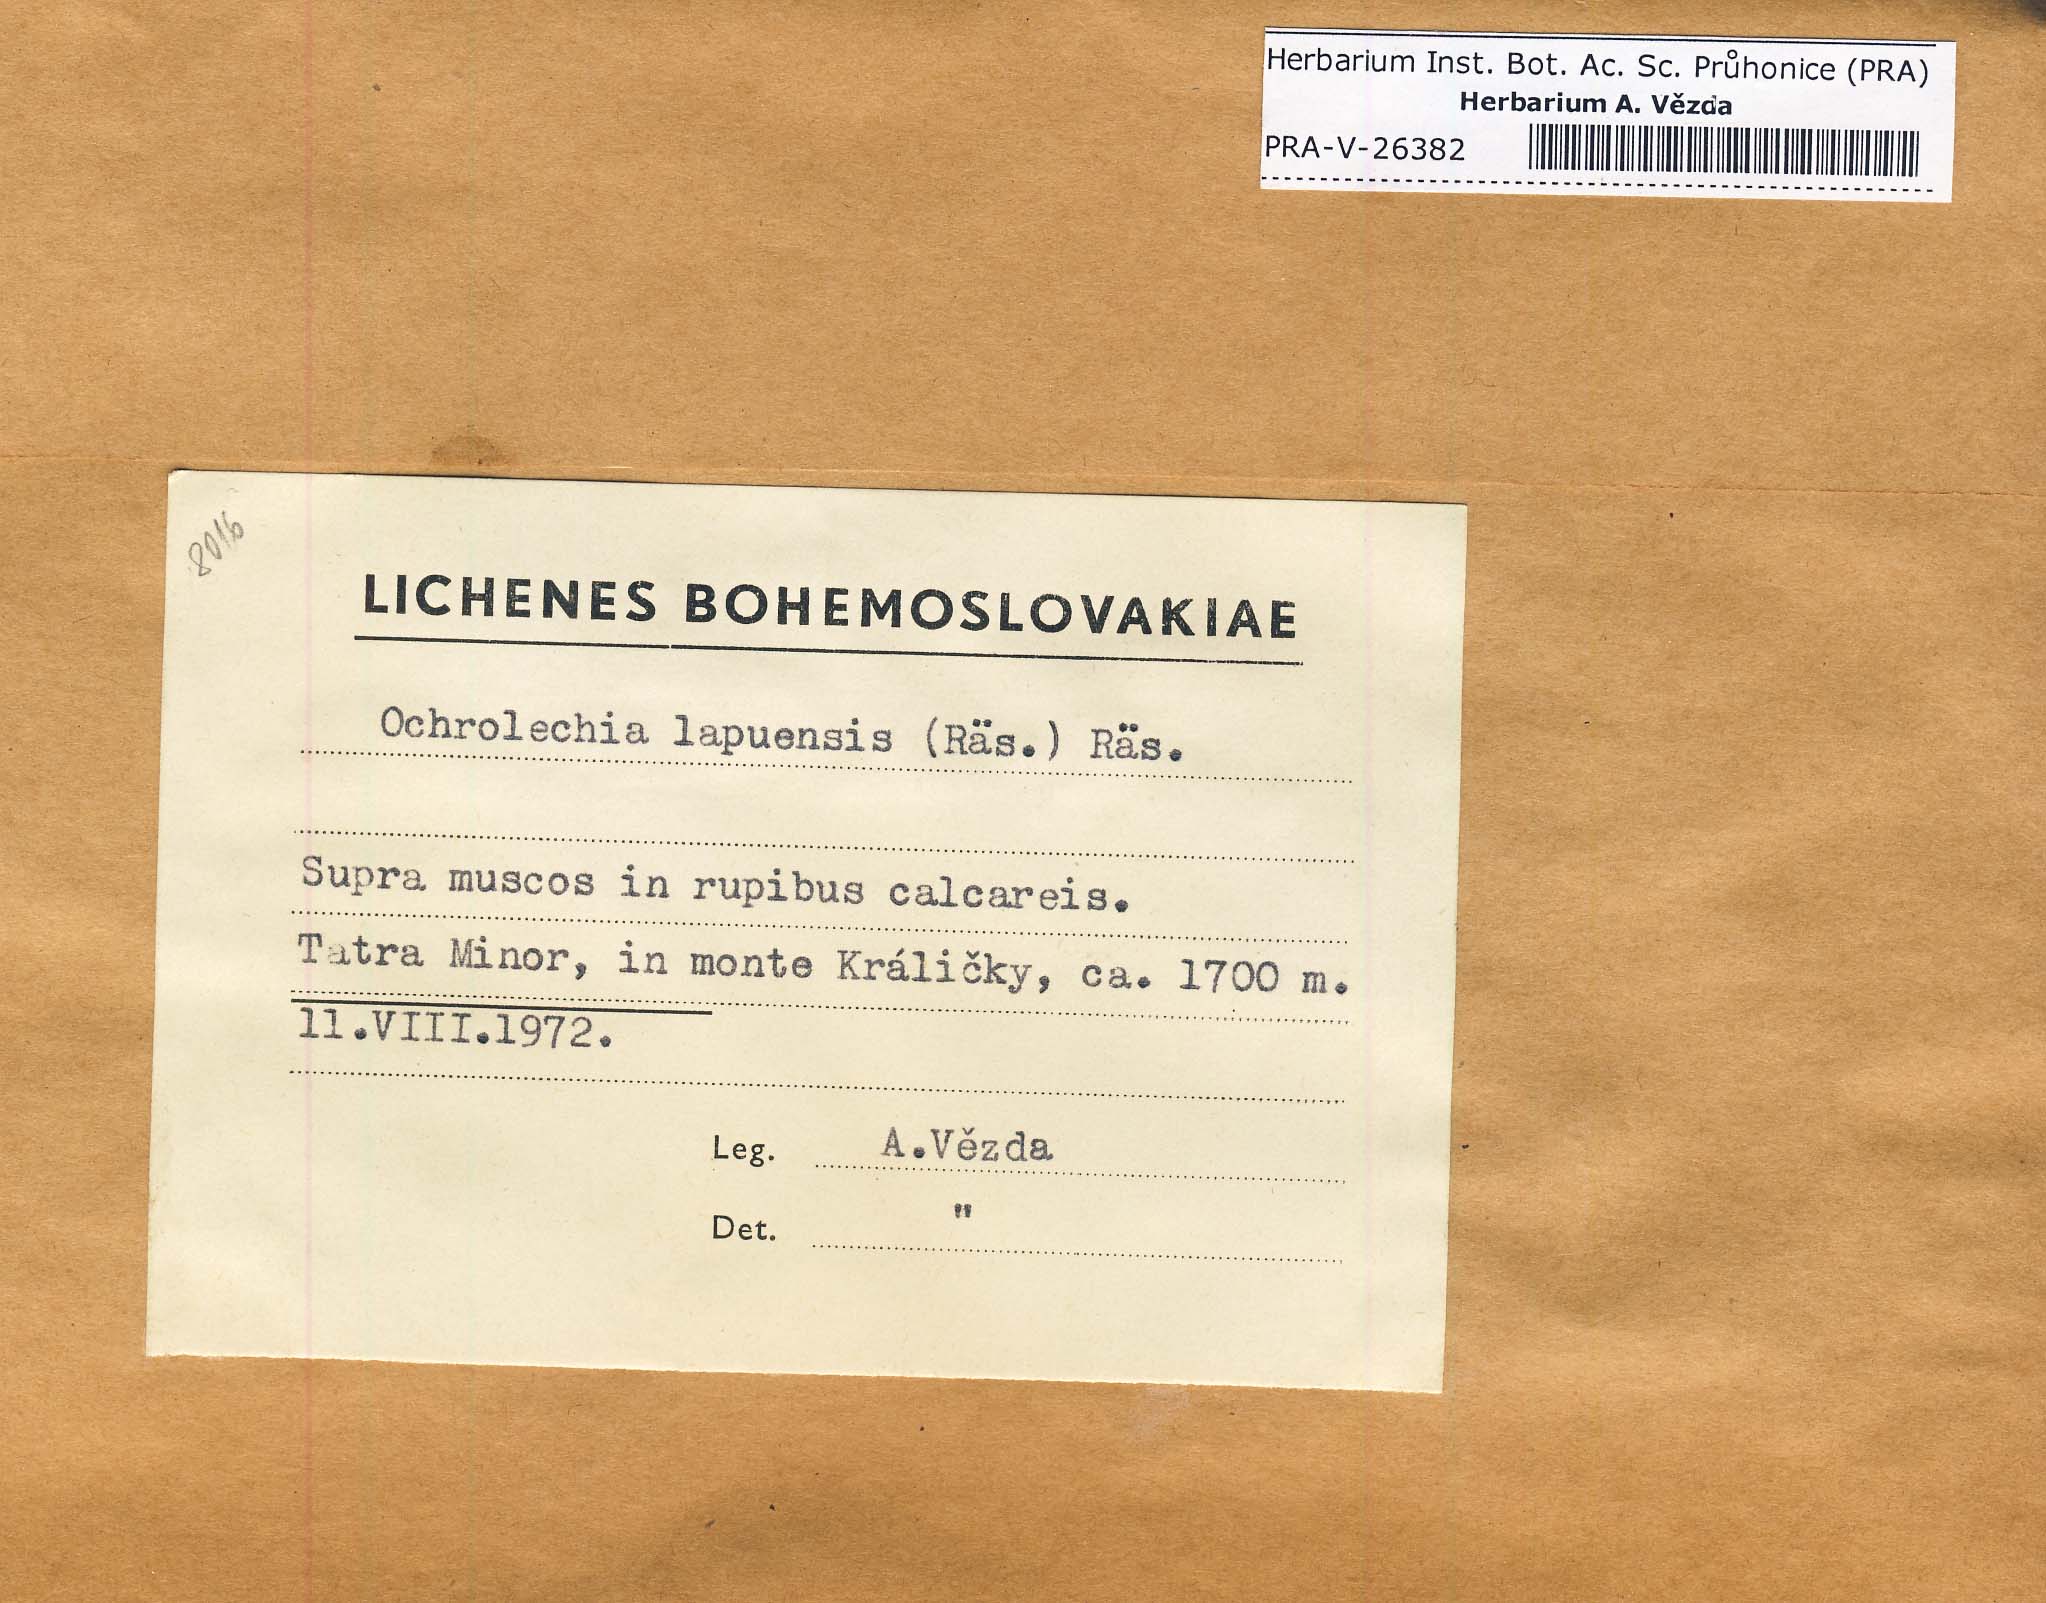 Herbarium Inst. Bot. Ac. Sc. Průhonice (PRA)
Herbarium A. Vězda
PRA-V-26382
8016
LICHENES BOHEMOSLOVAKIAE
Ochrolechia lapuensis (Räs.) Räs.
Supra muscos in rupibus calcareis.
Tatra Minor, in monte Králičky, ca. 1700 m.
11.VIII.1972.
Leg. A.Vězda
Det. "